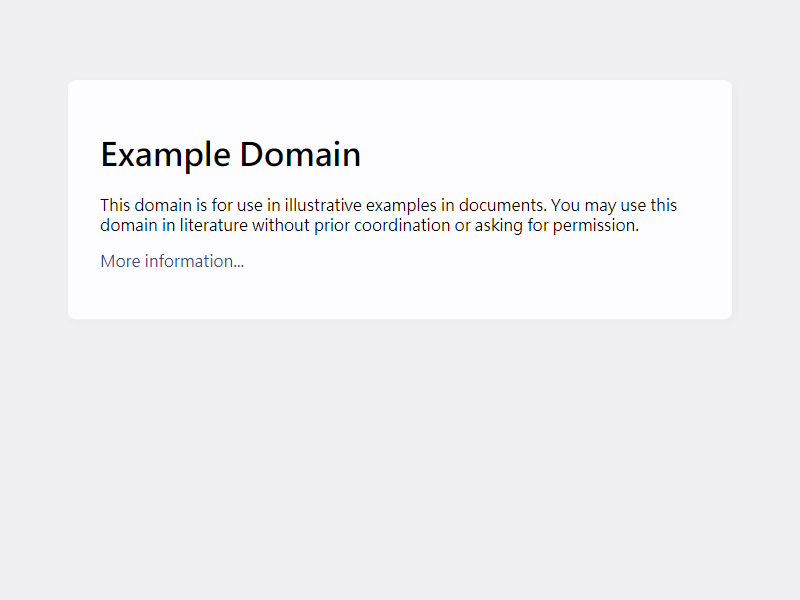 Example Domain
This domain is for use in illustrative examples in documents. You may use this
domain in literature without prior coordination or asking for permission.
More information...